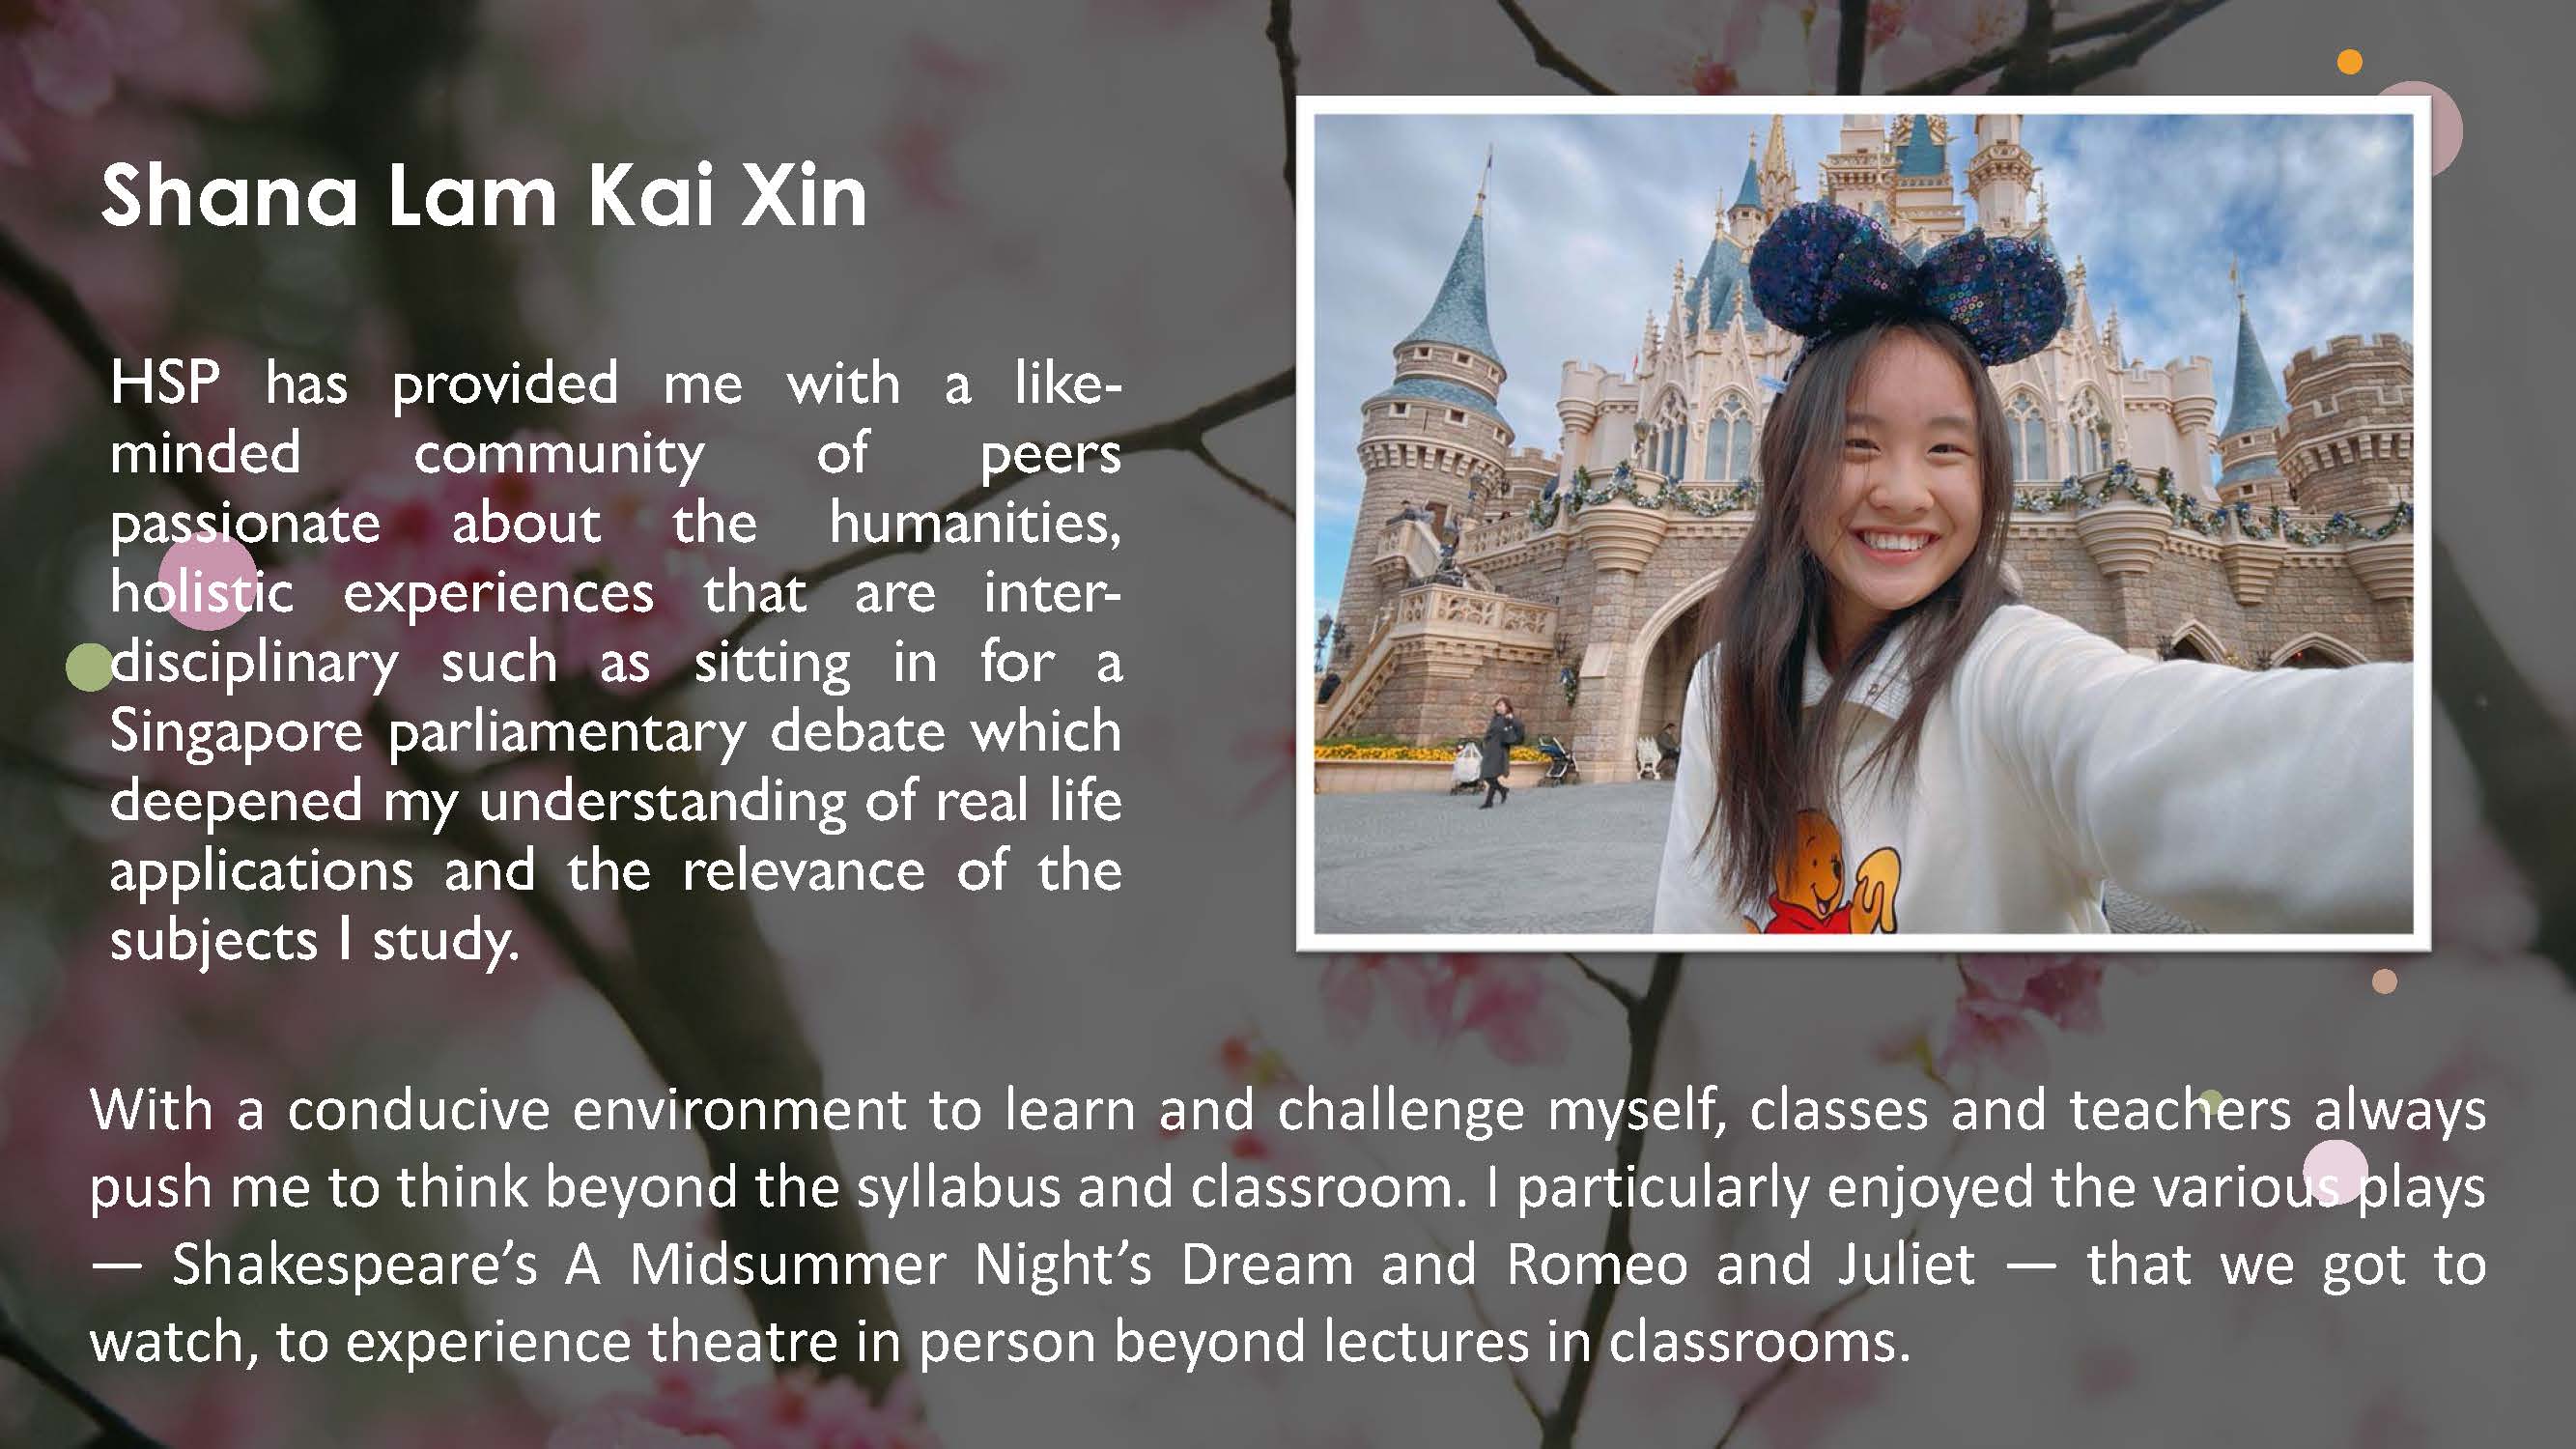 Shana Lam Kai Xin
HSP has provided me with a like-
minded community of peers
passionate about the humanities,
holistic experiences that are inter-
disciplinary such as sitting in for a
Singapore parliamentary debate which
deepened my understanding of real life
applications and the relevance of the
subjects I study.
With a conducive environment to learn and challenge myself, classes and teachers always
push me to think beyond the syllabus and classroom. I particularly enjoyed the various plays
— Shakespeare’s A Midsummer Night’s Dream and Romeo and Juliet — that we got to
watch, to experience theatre in person beyond lectures in classrooms.